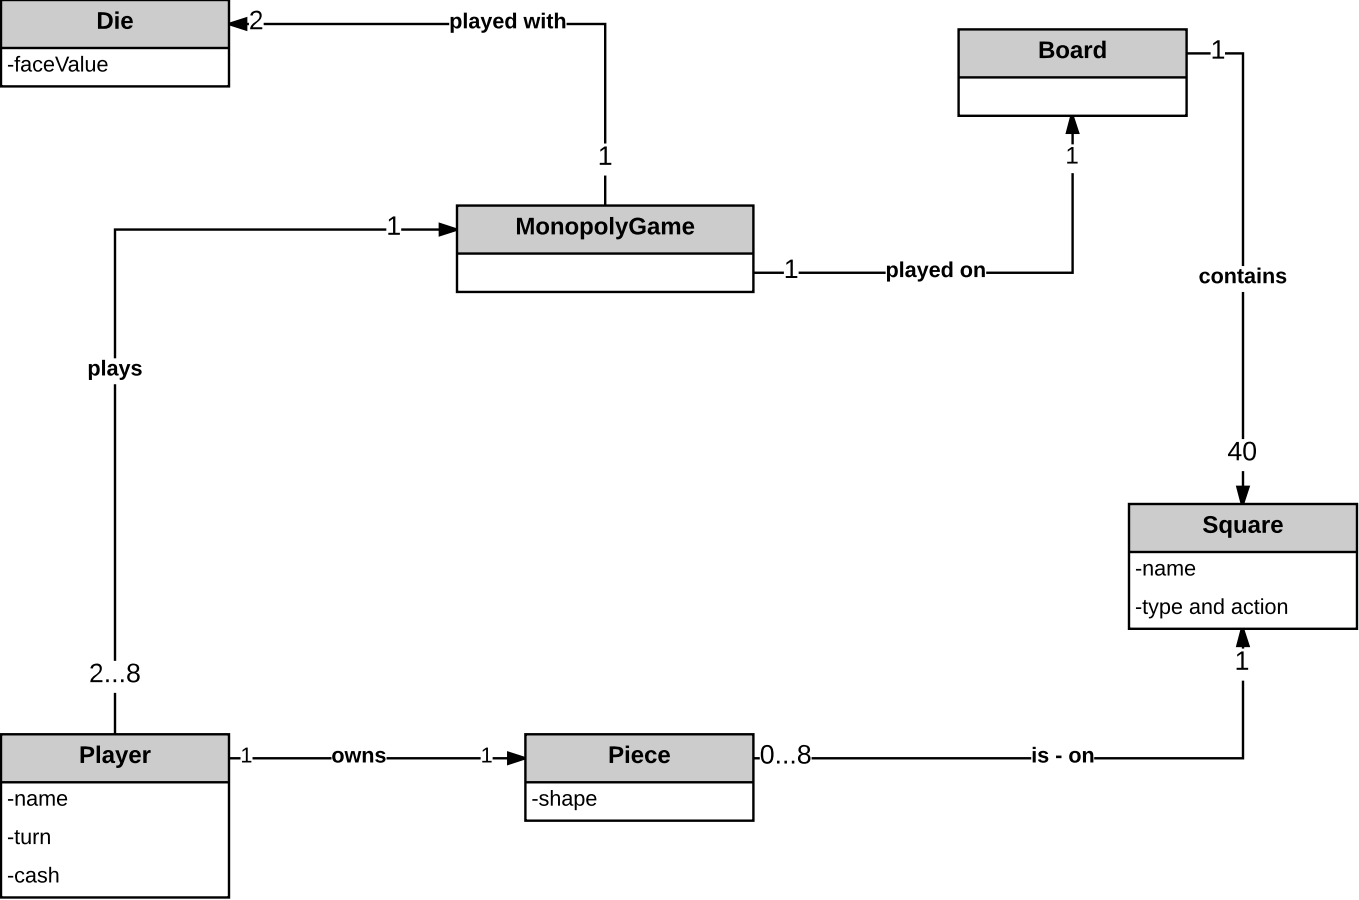 Die
-faceValue
2
played with
1
Board
1
1
MonopolyGame
1
played on
1
contains
plays
40
Square
-name
-type and action
1
2...8
Player
-name
-turn
-cash
1
owns
1
Piece
-shape
0...8
is - on